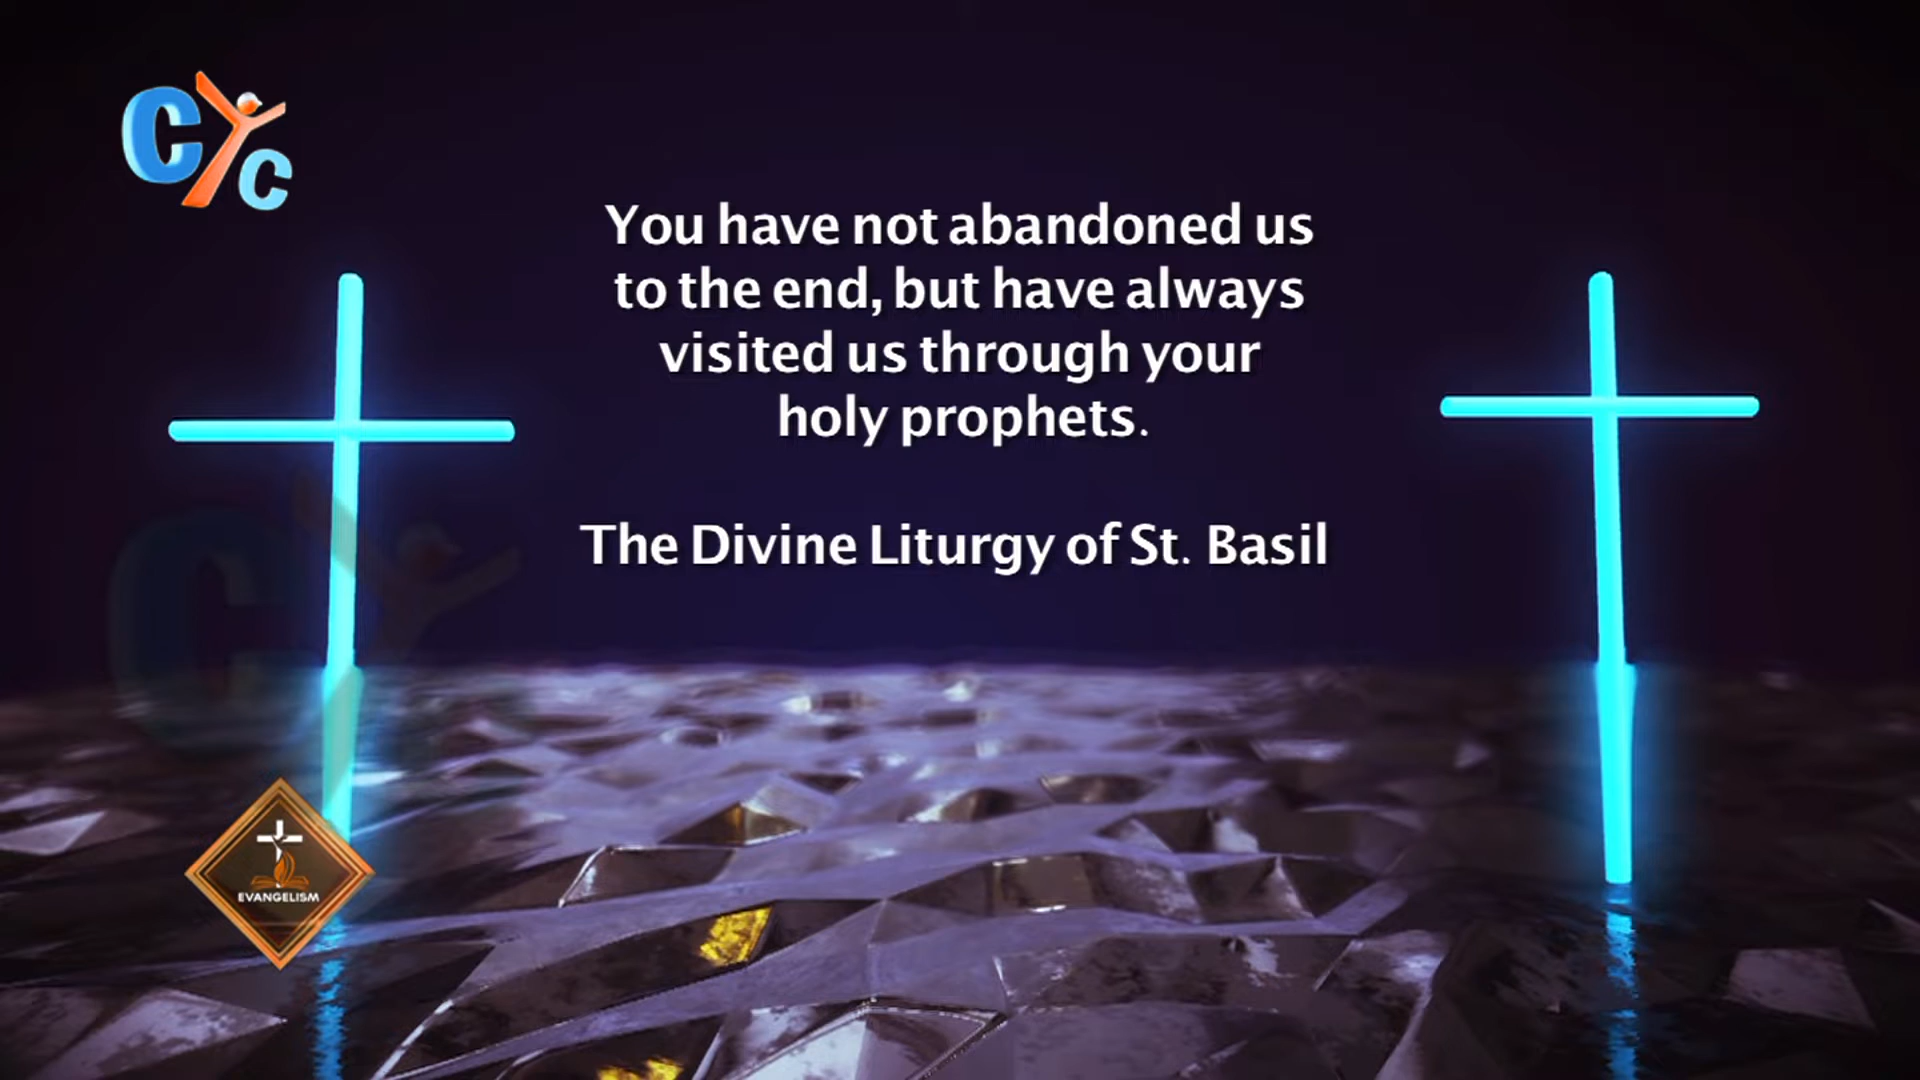 CYC
You have not abandoned us
to the end, but have always
visited us through your
holy prophets.
The Divine Liturgy of St. Basil
EVANGELISM